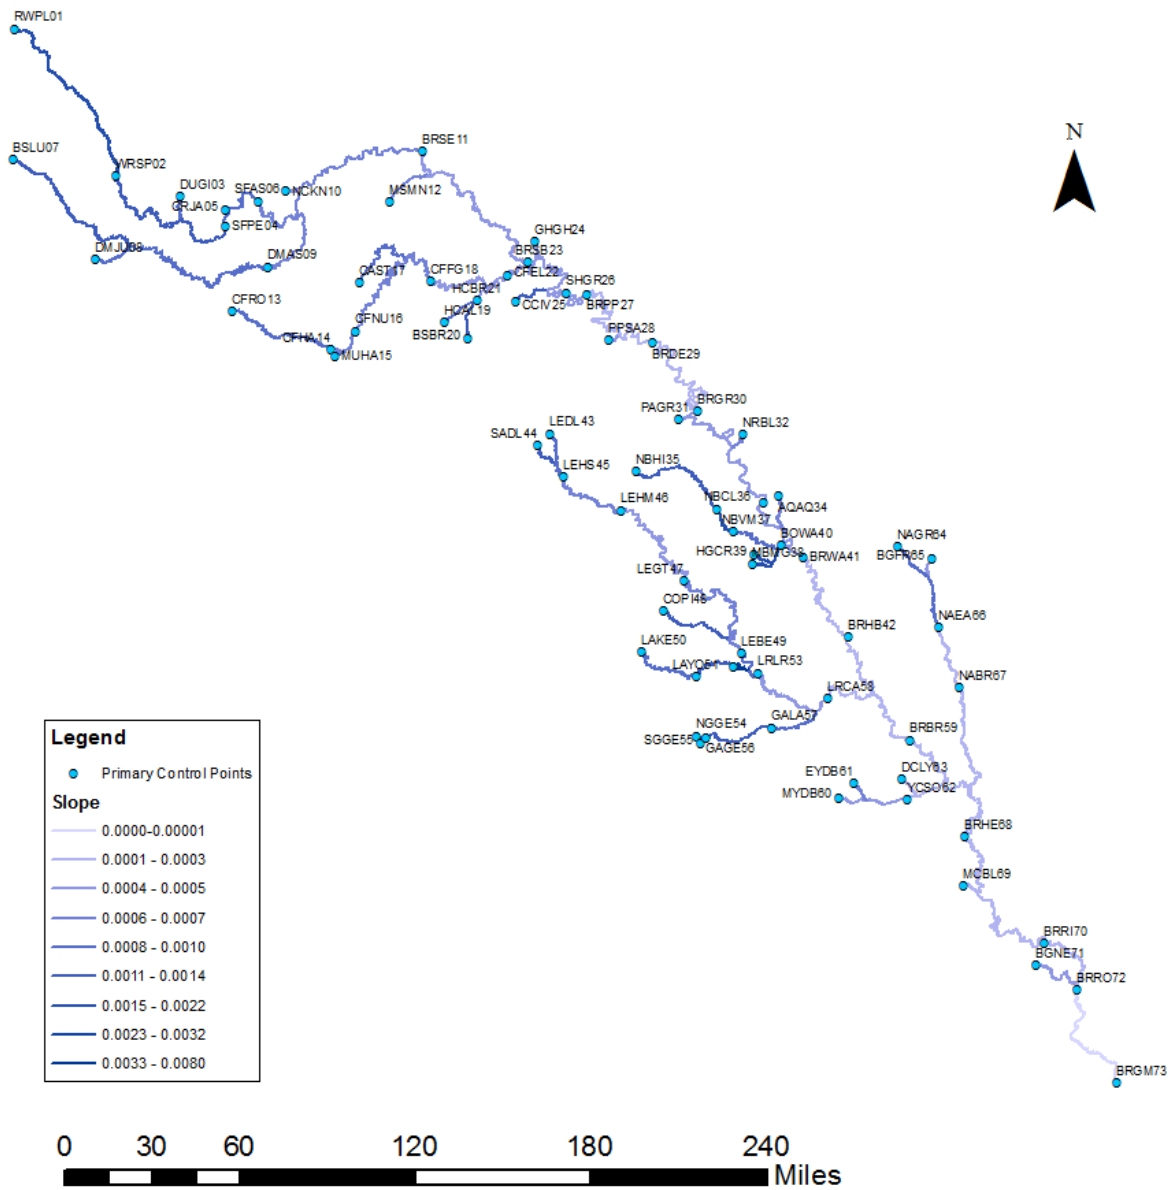 RWPL01
BRSE11
BSLU07
WRSP02
DUGI03
SFAS06
NCKN10
MSMN12
CRJA05
SFPE04
N
GHGH24
DMJU08
DMAS09
BRSB23
CAST17
CFFG18
CFEL22
SHGR26
HCBR21
CFRO13
HCAL19
CCIV25
BRPP27
CFNU16
BSBR20
PPSA28
CFHA14
MUHA15
BRDE29
BRGR30
PAGR31
NRBL32
LEDL43
SADL44
LEHS45
NBHI35
LEHM46
NBCL36
AQAQ34
NBVM37
BOWA40
NAGR64
HGCR39
MBMG38
BRWA41
BGFR65
LEGT47
COPI48
NAEA66
BRHB42
LAKE50
LEBE49
LAYO51
LRLR53
NABR67
LRCA58
NGGE54
GALA57
SGGE55
GAGE56
BRBR59
EYDB61
DCLY63
MYDB60
YCSO62
BRHE68
MCBL69
BRRI70
BGNE71
BRRO72
BRGM73
Legend
Primary Control Points
Slope
0.0000-0.00001
0.0001 - 0.0003
0.0004 - 0.0005
0.0006 - 0.0007
0.0008 - 0.0010
0.0011 - 0.0014
0.0015 - 0.0022
0.0023 - 0.0032
0.0033 - 0.0080
0 30 60 120 180 240
Miles